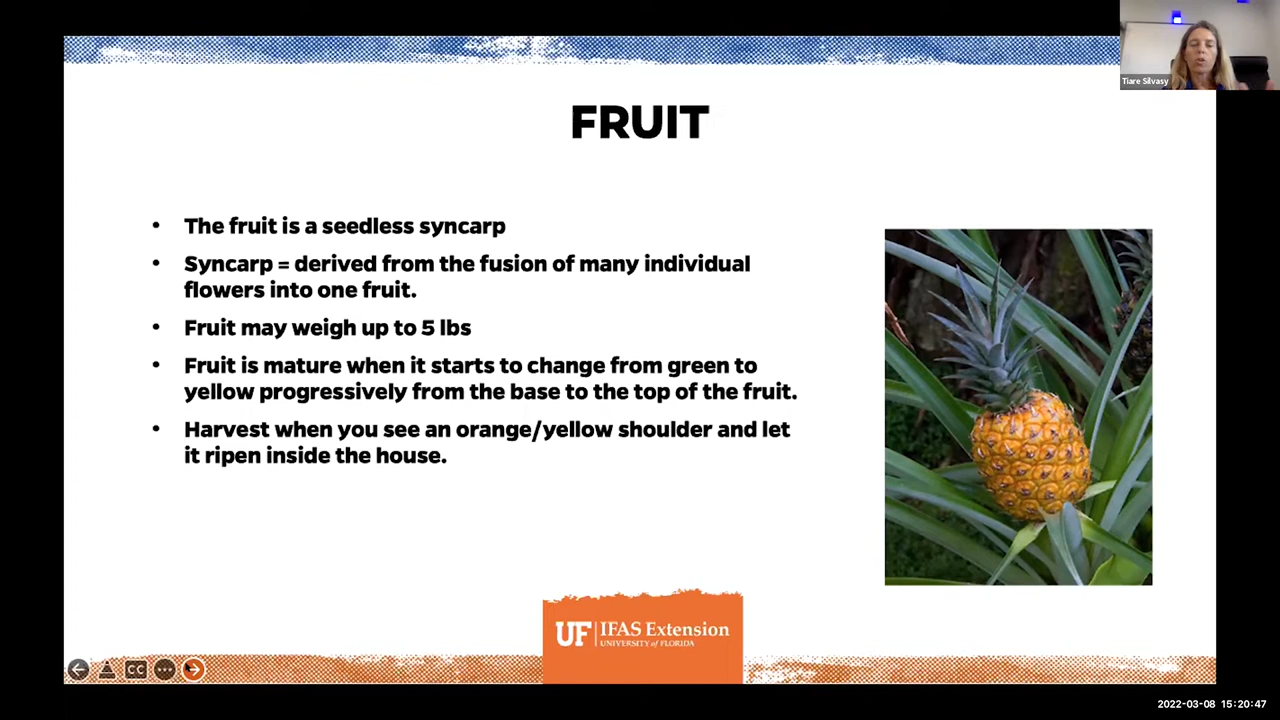 Tiare Silvasy
FRUIT
• The fruit is a seedless syncarp
• Syncarp = derived from the fusion of many individual
flowers into one fruit.
• Fruit may weigh up to 5 lbs
• Fruit is mature when it starts to change from green to
yellow progressively from the base to the top of the fruit.
• Harvest when you see an orange/yellow shoulder and let
it ripen inside the house.
UF | IFAS Extension
UNIVERSITY of FLORIDA
CC
2022-03-08 15:20:47